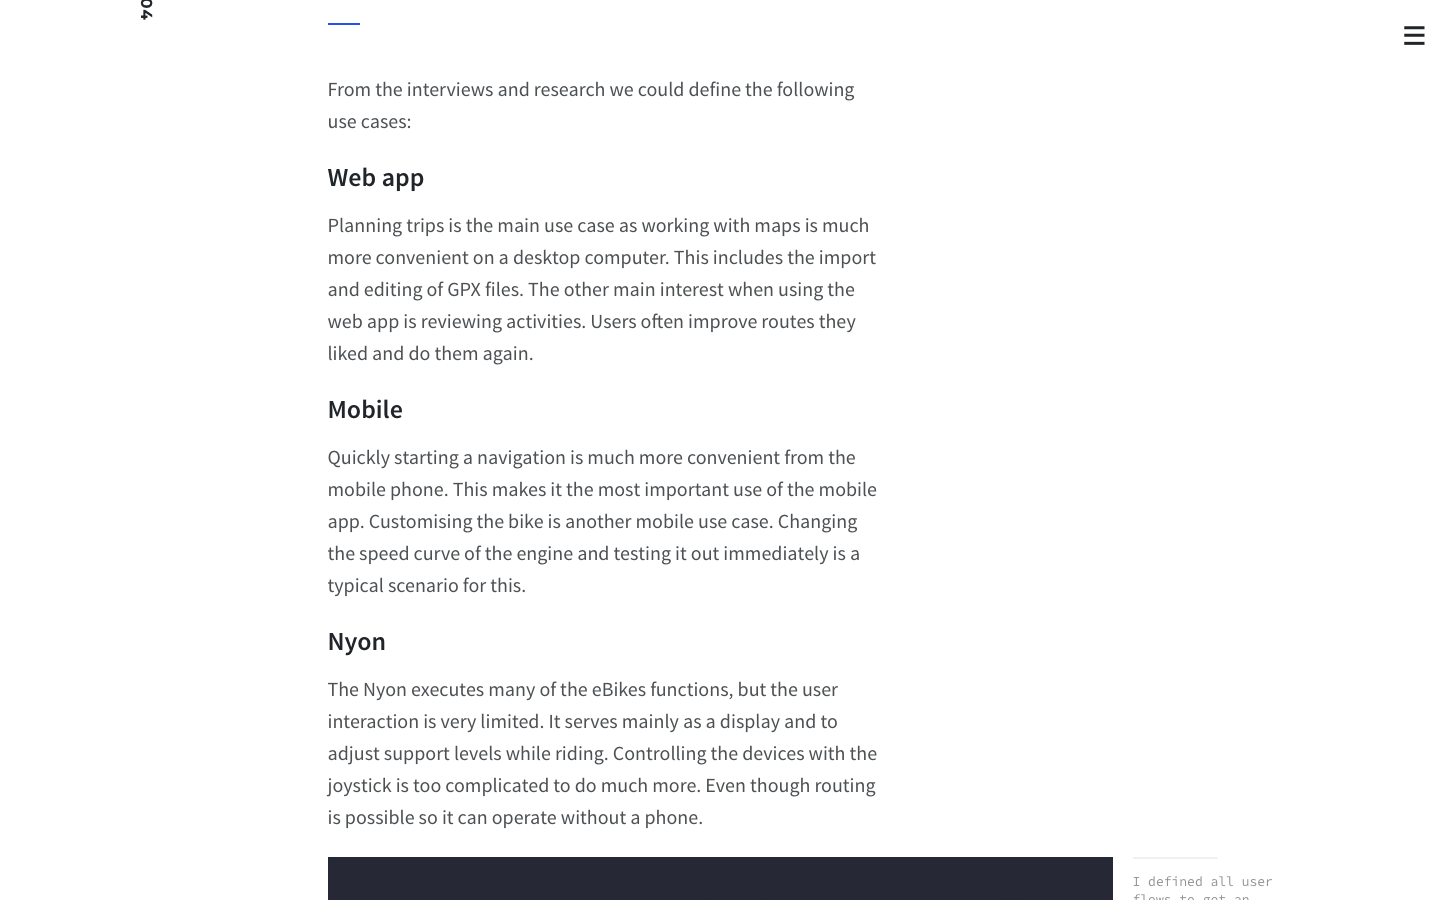 04
From the interviews and research we could define the following
use cases:
Web app
Planning trips is the main use case as working with maps is much
more convenient on a desktop computer. This includes the import
and editing of GPX files. The other main interest when using the
web app is reviewing activities. Users often improve routes they
liked and do them again.
Mobile
Quickly starting a navigation is much more convenient from the
mobile phone. This makes it the most important use of the mobile
app. Customising the bike is another mobile use case. Changing
the speed curve of the engine and testing it out immediately is a
typical scenario for this.
Nyon
The Nyon executes many of the eBikes functions, but the user
interaction is very limited. It serves mainly as a display and to
adjust support levels while riding. Controlling the devices with the
joystick is too complicated to do much more. Even though routing
is possible so it can operate without a phone.
I defined all user
flows to get an